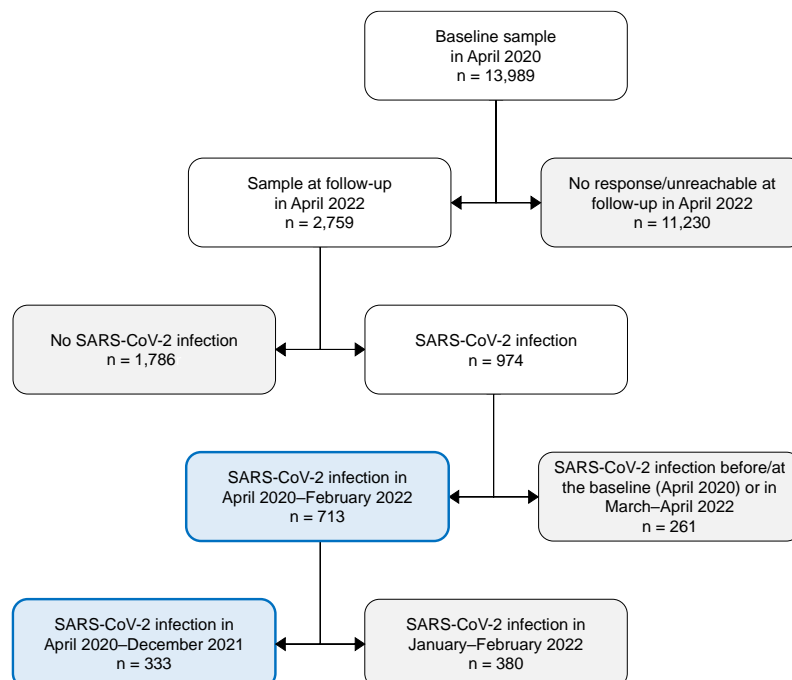 Baseline sample
in April 2020
n = 13,989
Sample at follow-up
in April 2022
n = 2,759
No response/unreachable at
follow-up in April 2022
n = 11,230
No SARS-CoV-2 infection
n = 1,786
SARS-CoV-2 infection
n = 974
SARS-CoV-2 infection in
April 2020–February 2022
n = 713
SARS-CoV-2 infection before/at
the baseline (April 2020) or in
March–April 2022
n = 261
SARS-CoV-2 infection in
April 2020–December 2021
n = 333
SARS-CoV-2 infection in
January–February 2022
n = 380